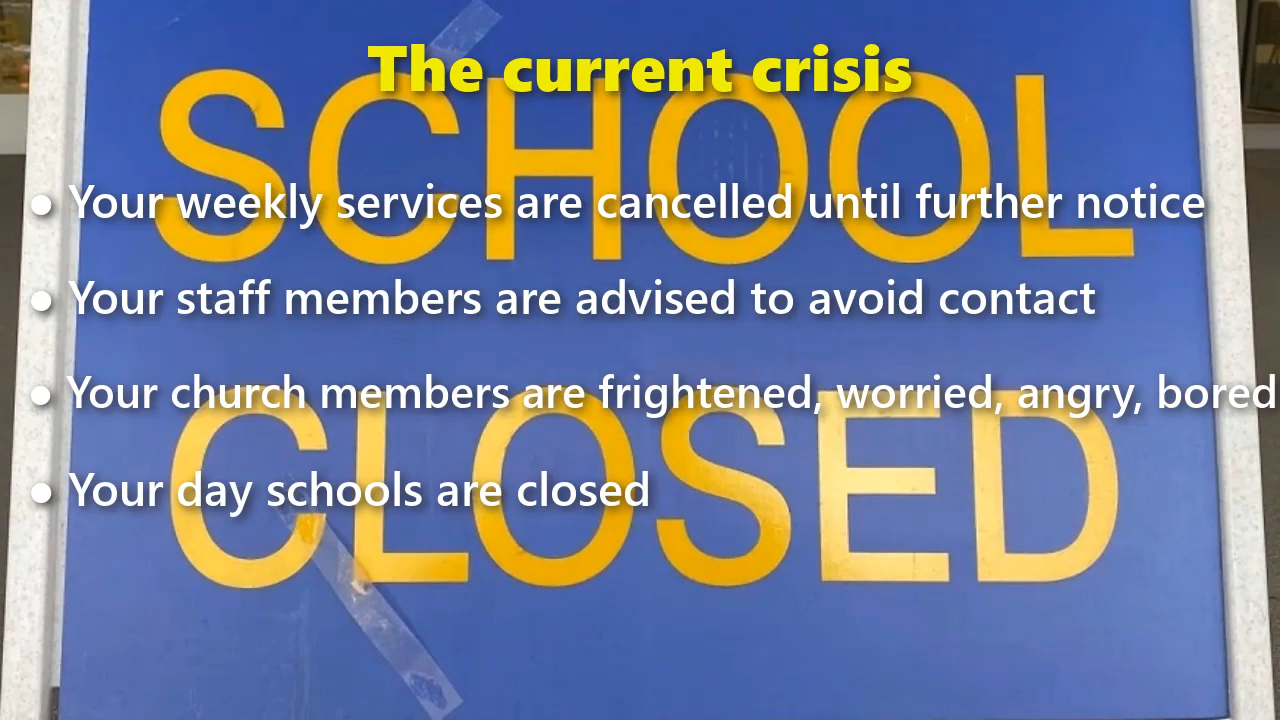 The current crisis
SCHOOL
• Your weekly services are cancelled until further notice
• Your staff members are advised to avoid contact
• Your church members are frightened, worried, angry, bored
CLOSED
• Your day schools are closed